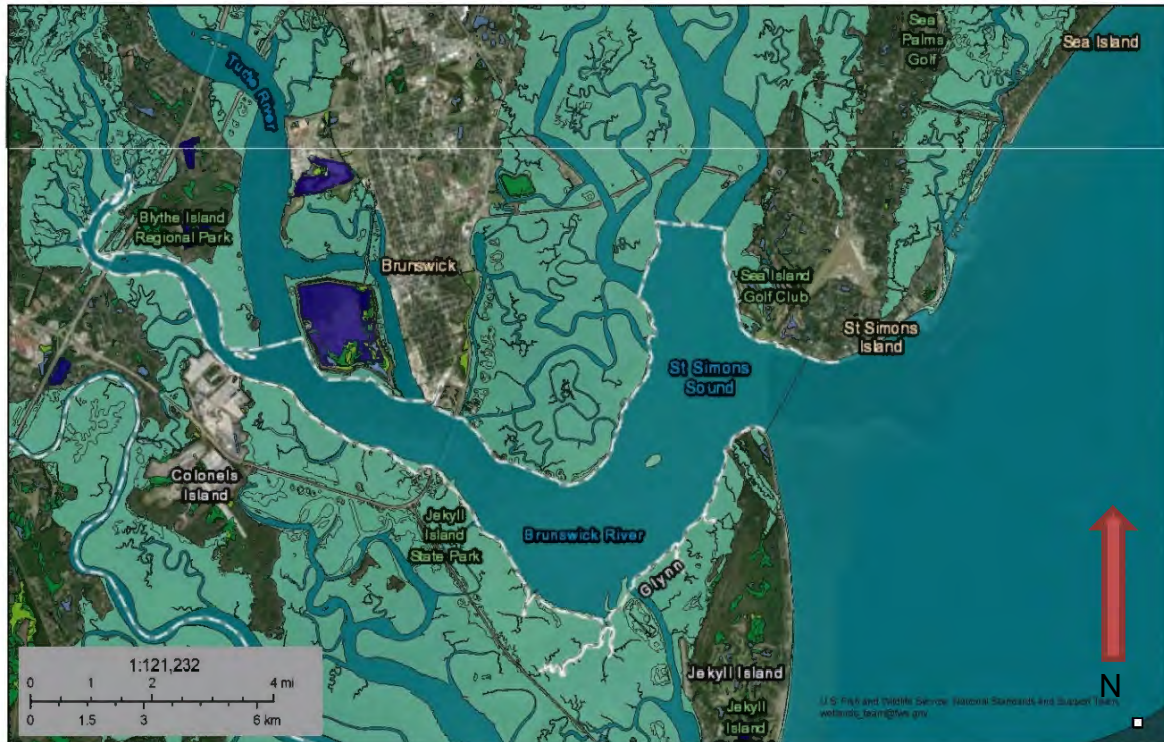 Sea
Palms
Golf
Sea Island
River
Blythe Island
Regional Park
Brunswick
Sea Island
Golf Club
St Simons
Island
St Simons
Sound
Colonels
Island
Jekyll
Island
State Park
Brunswick River
Glynn
Jekyll Island
Jekyll
Island
1:121,232
0 1 2 4 mi
0 1.5 3 6 km
N
U.S. Fish and Wildlife Service, National Standards and Support Team,
wetlands_team@fws.gov